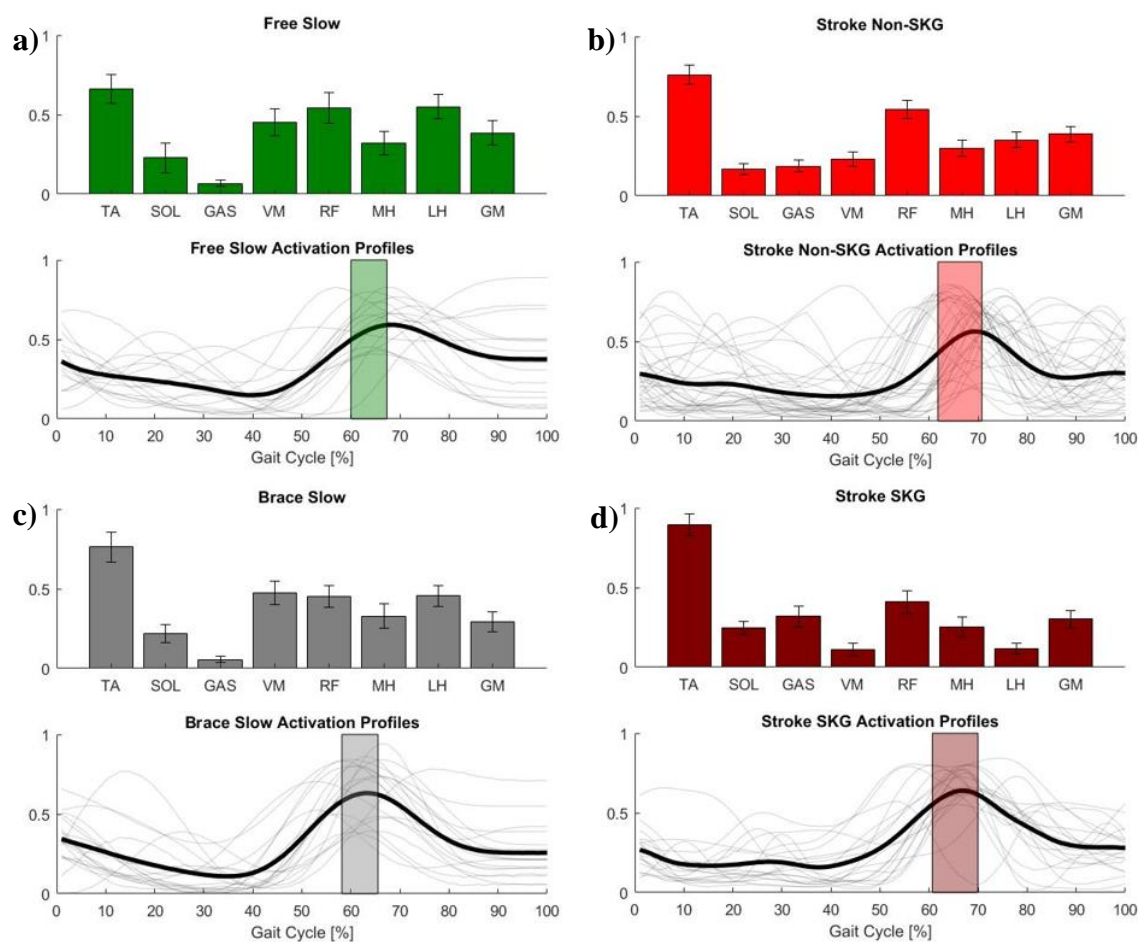 a)
Free Slow
1
0.5
0
TA SOL GAS VM RF MH LH GM
Free Slow Activation Profiles
1
0.5
0
0 10 20 30 40 50 60 70 80 90 100
Gait Cycle [%]
b)
Stroke Non-SKG
1
0.5
0
TA SOL GAS VM RF MH LH GM
Stroke Non-SKG Activation Profiles
1
0.5
0
0 10 20 30 40 50 60 70 80 90 100
Gait Cycle [%]
c)
Brace Slow
1
0.5
0
TA SOL GAS VM RF MH LH GM
Brace Slow Activation Profiles
1
0.5
0
0 10 20 30 40 50 60 70 80 90 100
Gait Cycle [%]
d)
Stroke SKG
1
0.5
0
TA SOL GAS VM RF MH LH GM
Stroke SKG Activation Profiles
1
0.5
0
0 10 20 30 40 50 60 70 80 90 100
Gait Cycle [%]